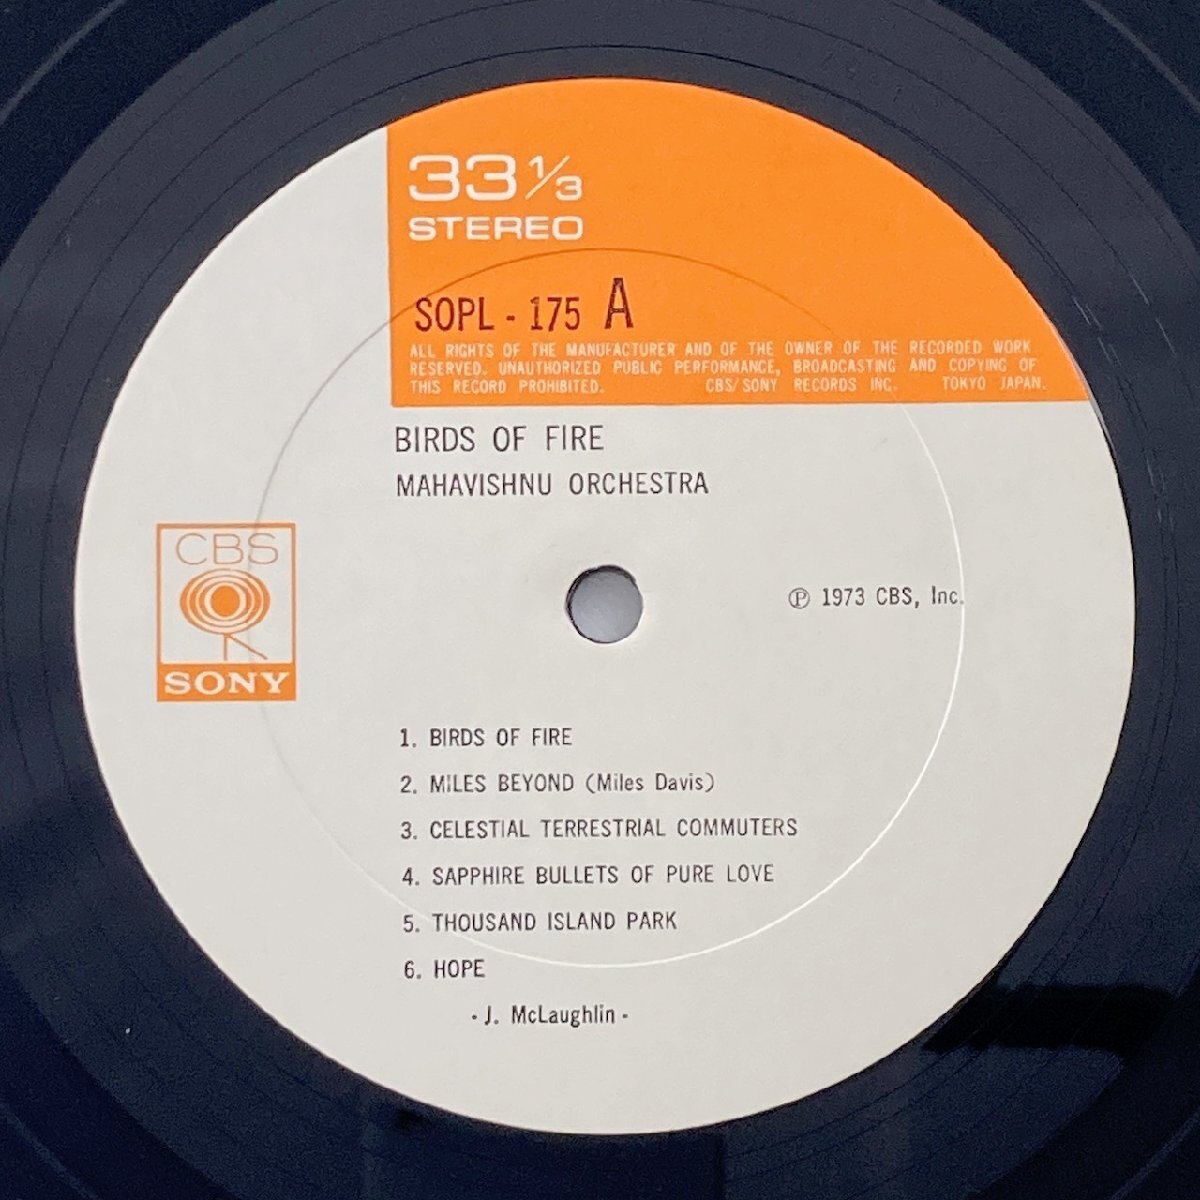 33 1/3
STEREO
SOPL - 175 A
ALL RIGHTS OF THE MANUFACTURER AND OF THE OWNER OF THE RECORDED WORK
RESERVED. UNAUTHORIZED PUBLIC PERFORMANCE, BROADCASTING AND COPYING OF
THIS RECORD PROHIBITED. CBS/SONY RECORDS INC. TOKYO JAPAN.
BIRDS OF FIRE
MAHAVISHNU ORCHESTRA
CBS
SONY
℗ 1973 CBS, Inc.
1. BIRDS OF FIRE
2. MILES BEYOND (Miles Davis)
3. CELESTIAL TERRESTRIAL COMMUTERS
4. SAPPHIRE BULLETS OF PURE LOVE
5. THOUSAND ISLAND PARK
6. HOPE
- J. McLaughlin -